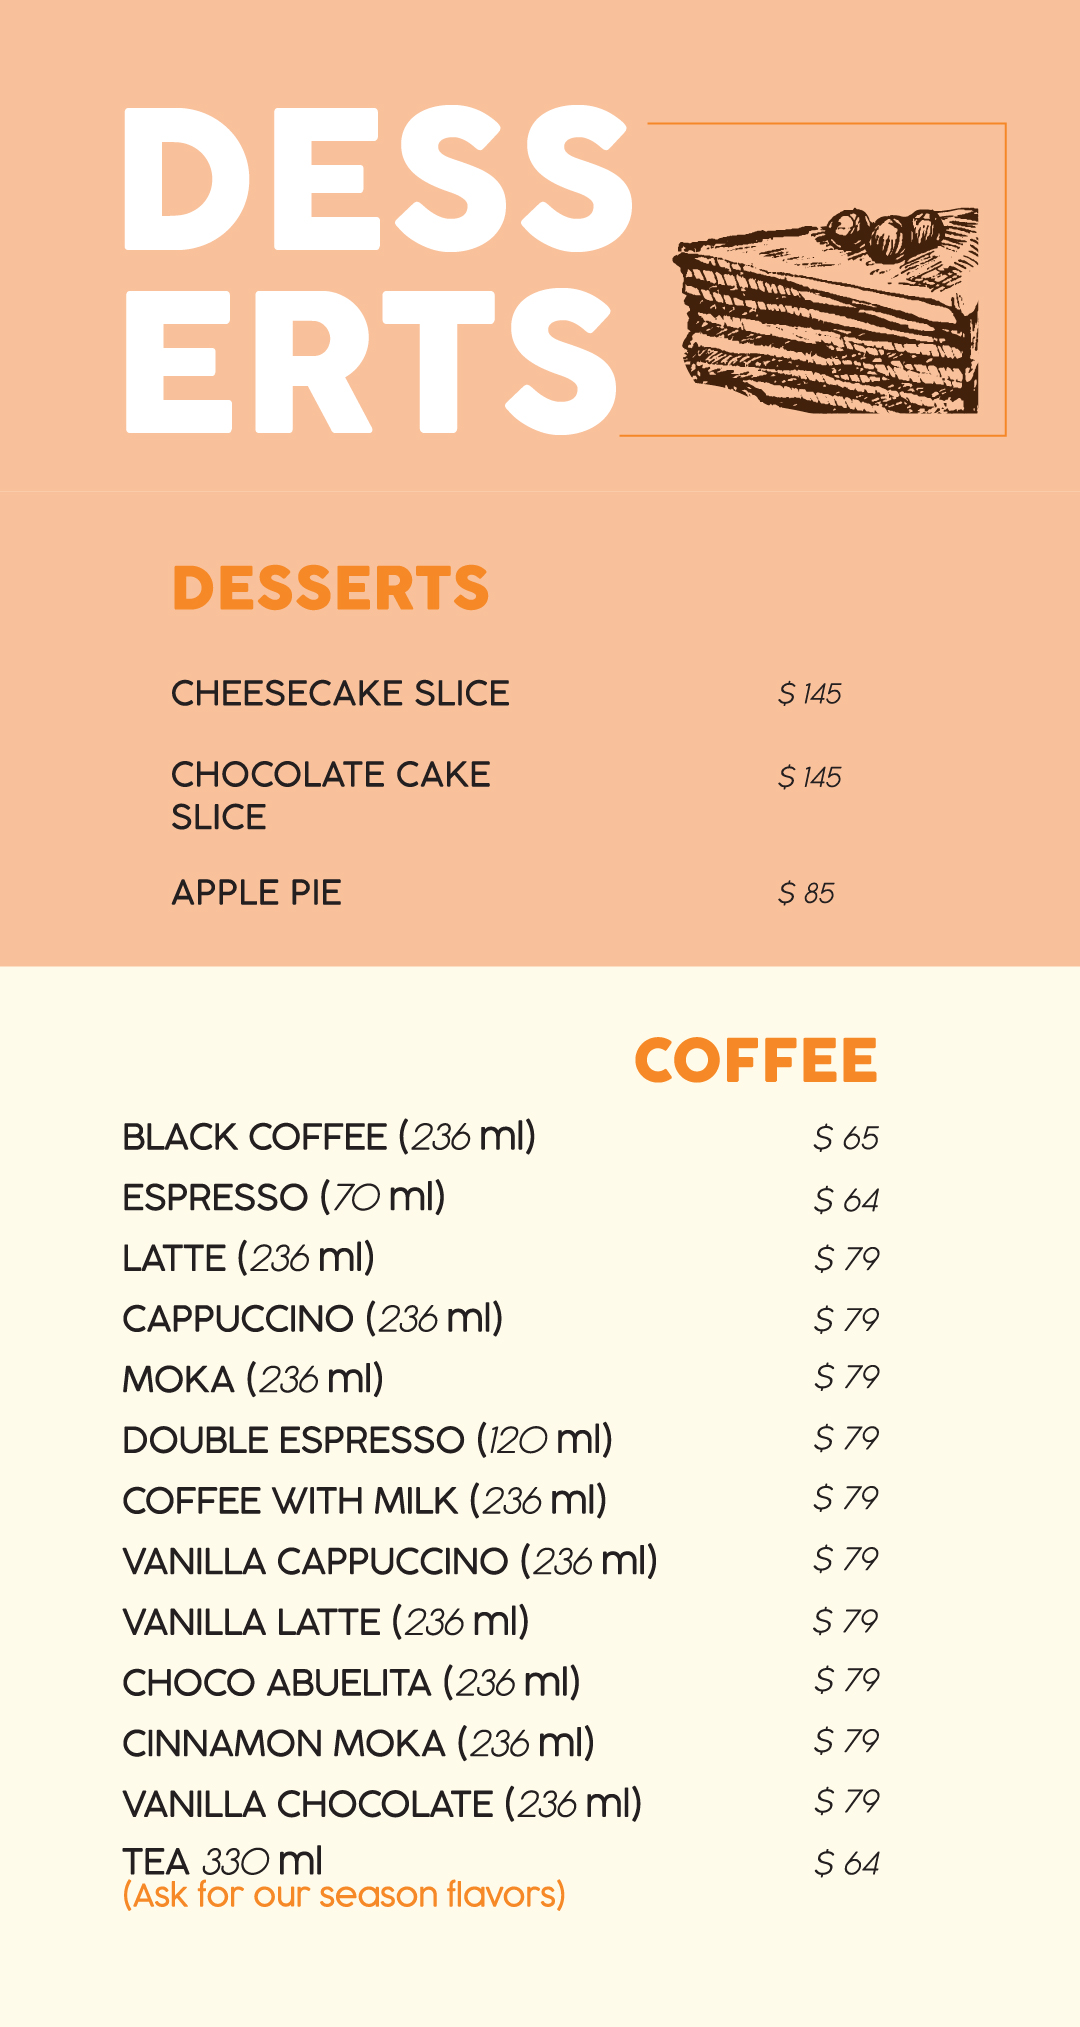 DESS
ERTS
DESSERTS
CHEESECAKE SLICE $ 145
CHOCOLATE CAKE $ 145
SLICE
APPLE PIE $ 85
COFFEE
BLACK COFFEE (236 ml) $ 65
ESPRESSO (70 ml) $ 64
LATTE (236 ml) $ 79
CAPPUCCINO (236 ml) $ 79
MOKA (236 ml) $ 79
DOUBLE ESPRESSO (120 ml) $ 79
COFFEE WITH MILK (236 ml) $ 79
VANILLA CAPPUCCINO (236 ml) $ 79
VANILLA LATTE (236 ml) $ 79
CHOCO ABUELITA (236 ml) $ 79
CINNAMON MOKA (236 ml) $ 79
VANILLA CHOCOLATE (236 ml) $ 79
TEA 330 ml $ 64
(Ask for our season flavors)